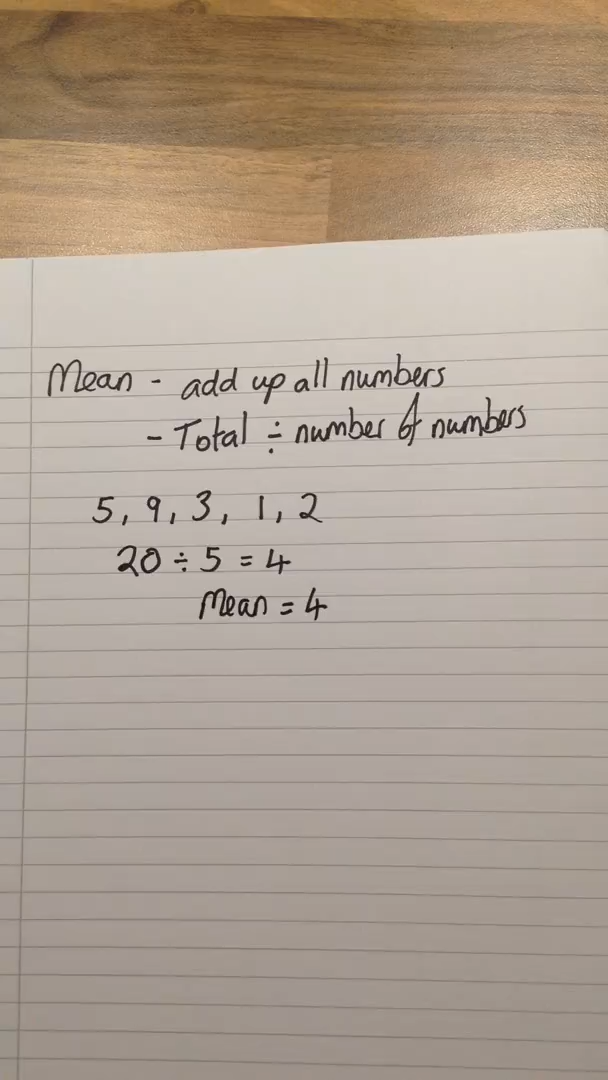 Mean - add up all numbers
- Total ÷ number of numbers
5, 9, 3, 1, 2
20 ÷ 5 = 4
Mean = 4